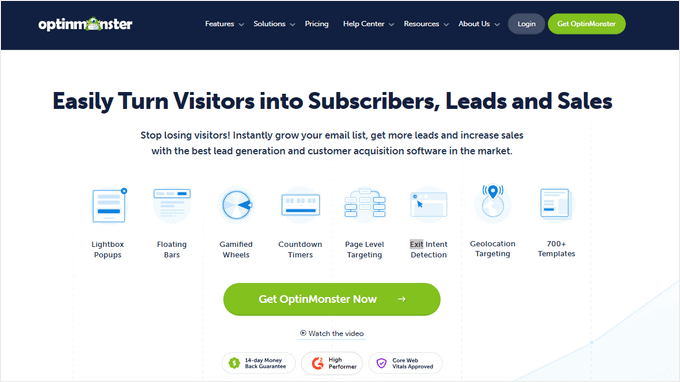 optinmonster Features Solutions Pricing Help Center Resources About Us Login Get OptinMonster
Easily Turn Visitors into Subscribers, Leads and Sales
Stop losing visitors! Instantly grow your email list, get more leads and increase sales
with the best lead generation and customer acquisition software in the market.
Lightbox Floating Gamified Countdown Page Level Exit Intent Geolocation 700+
Popups Bars Wheels Timers Targeting Detection Targeting Templates
Get OptinMonster Now
Watch the video
14-day Money High Core Web
Back Guarantee Performer Vitals Approved